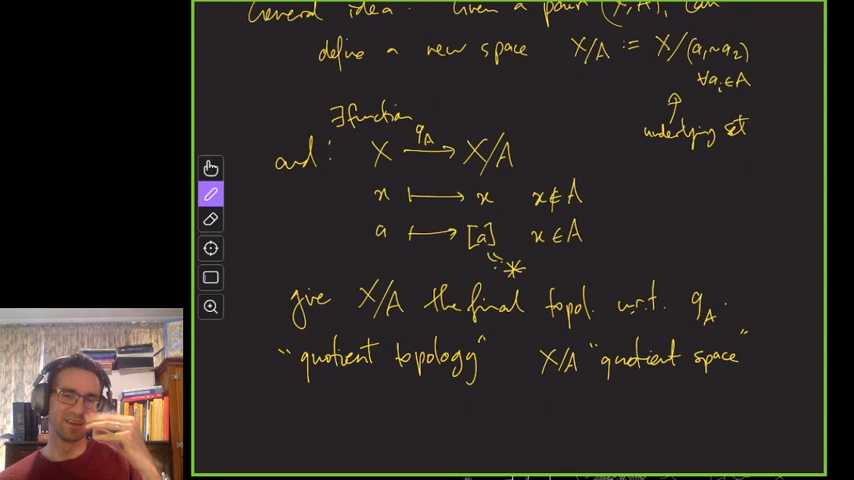 General idea: Given a pair (X, A), can
define a new space X/A := X/(a₁~a₂)
∀aᵢ∈A
underlying set
∃function
and: X —q_A→ X/A
x ⟼ x x∉A
a ⟼ [a] x∈A
*
give X/A the final topl. w.r.t. q_A.
"quotient topology" X/A "quotient space"